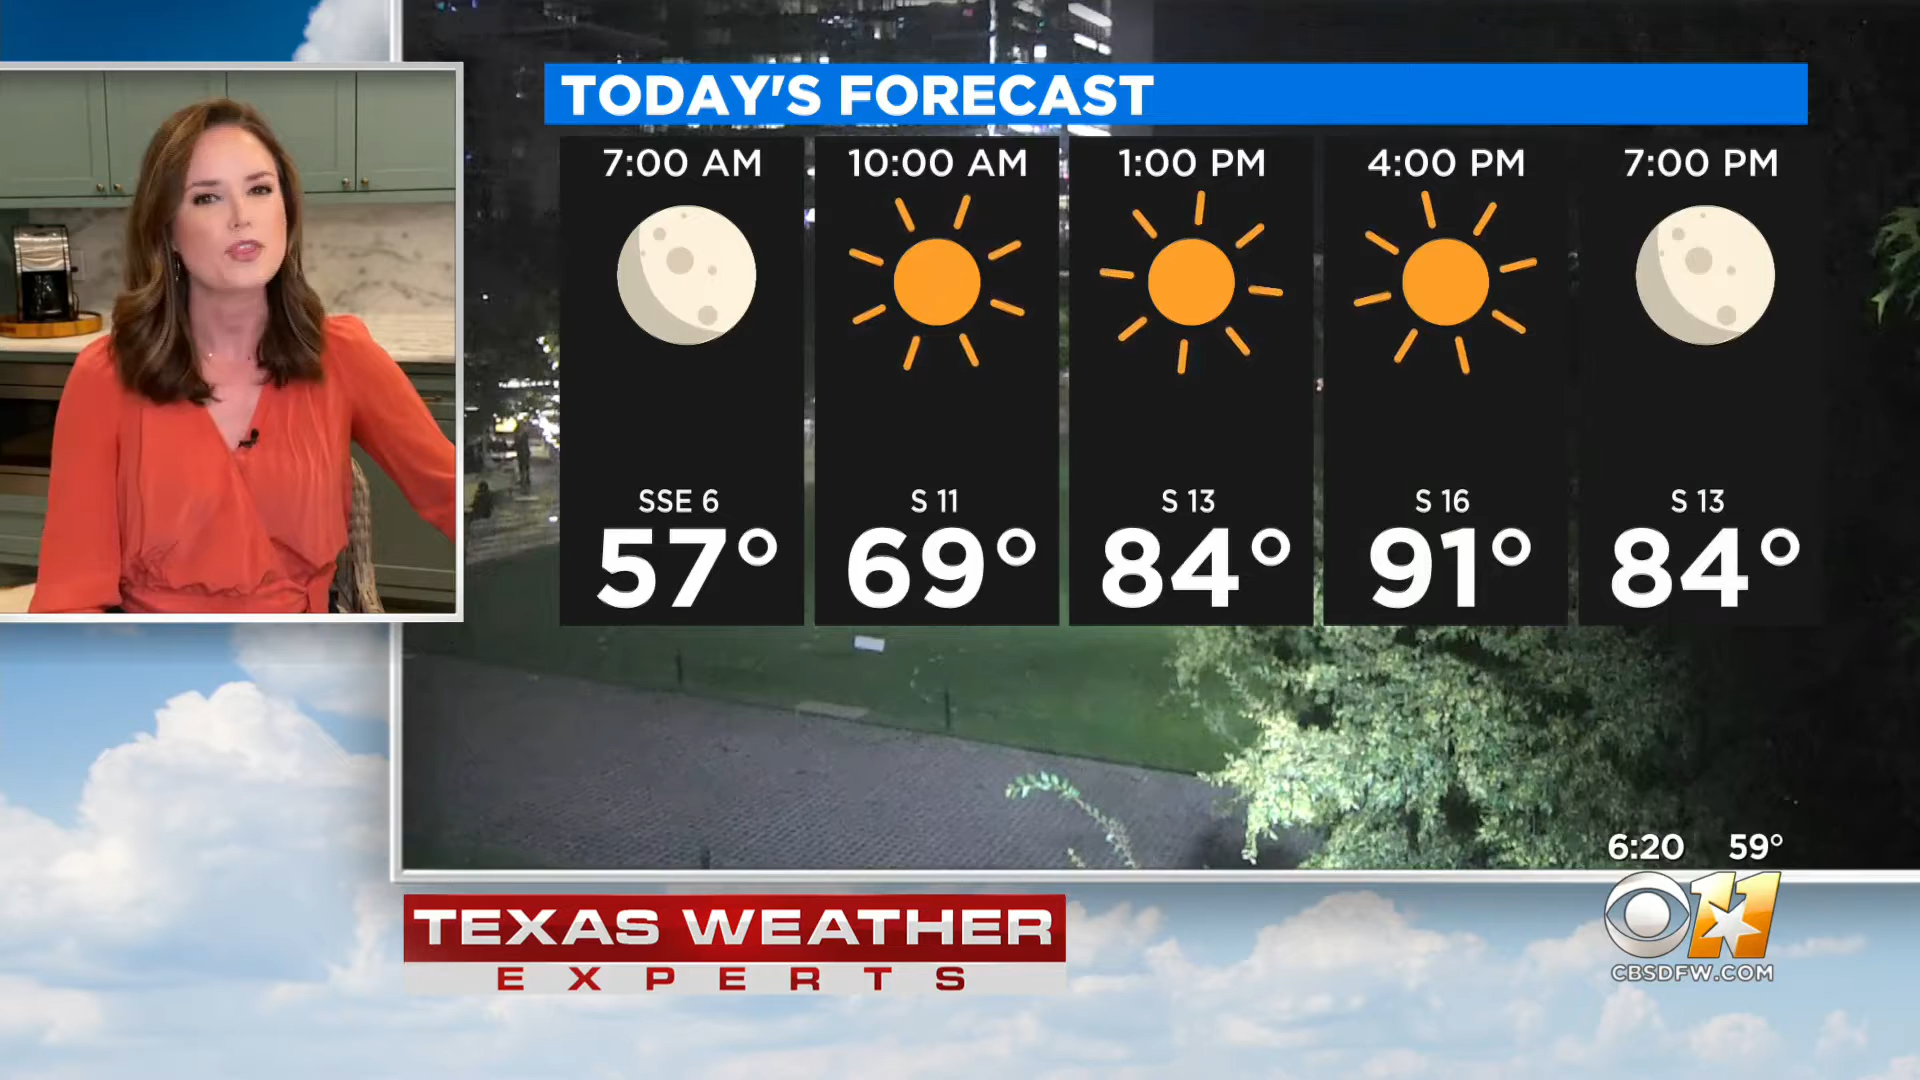 TODAY'S FORECAST
7:00 AM
10:00 AM
1:00 PM
4:00 PM
7:00 PM
SSE 6
S 11
S 13
S 16
S 13
57°
69°
84°
91°
84°
6:20 59°
11
CBSDFW.COM
TEXAS WEATHER
EXPERTS